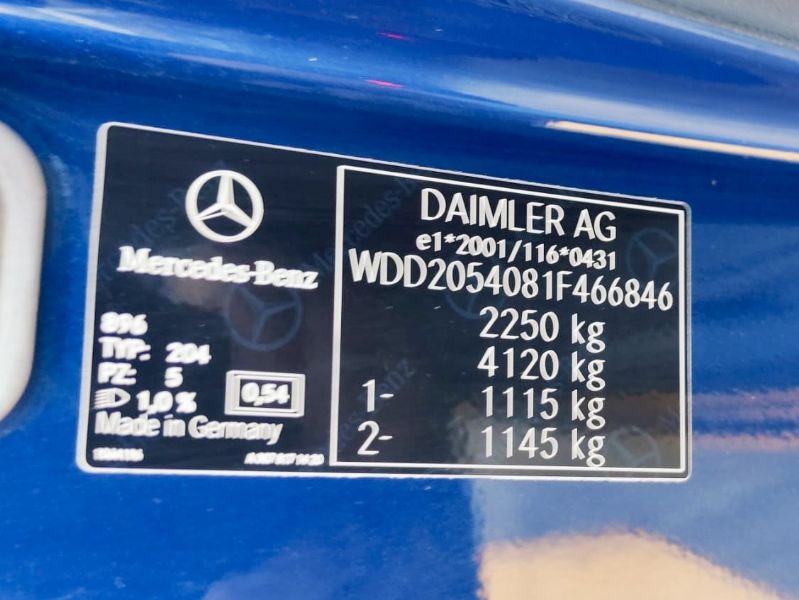 Mercedes-Benz
896
TYP: 204
PZ: 5
1,0 %
0,54
Made in Germany
DAIMLER AG
e1*2001/116*0431
WDD2054081F466846
2250 kg
4120 kg
1- 1115 kg
2- 1145 kg